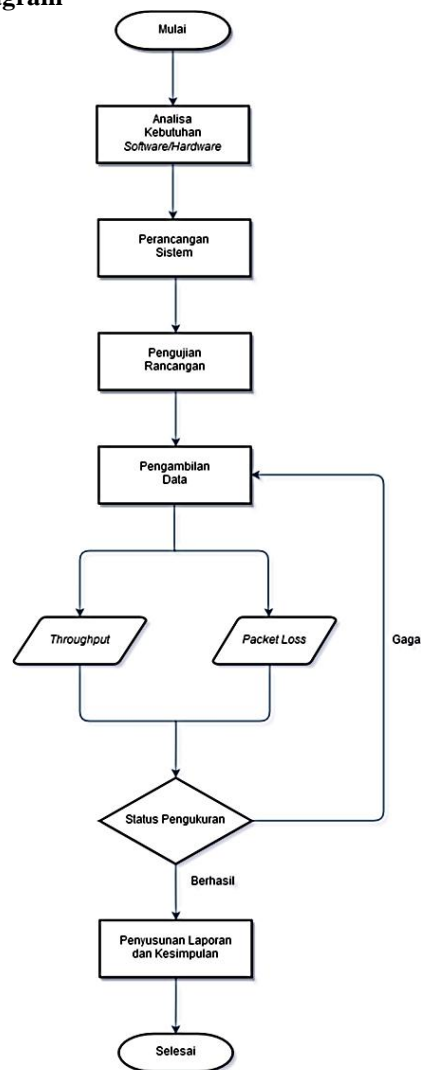 Mulai
Analisa
Kebutuhan
Software/Hardware
Perancangan
Sistem
Pengujian
Rancangan
Pengambilan
Data
Throughput
Packet Loss
Gaga
Status Pengukuran
Berhasil
Penyusunan Laporan
dan Kesimpulan
Selesai